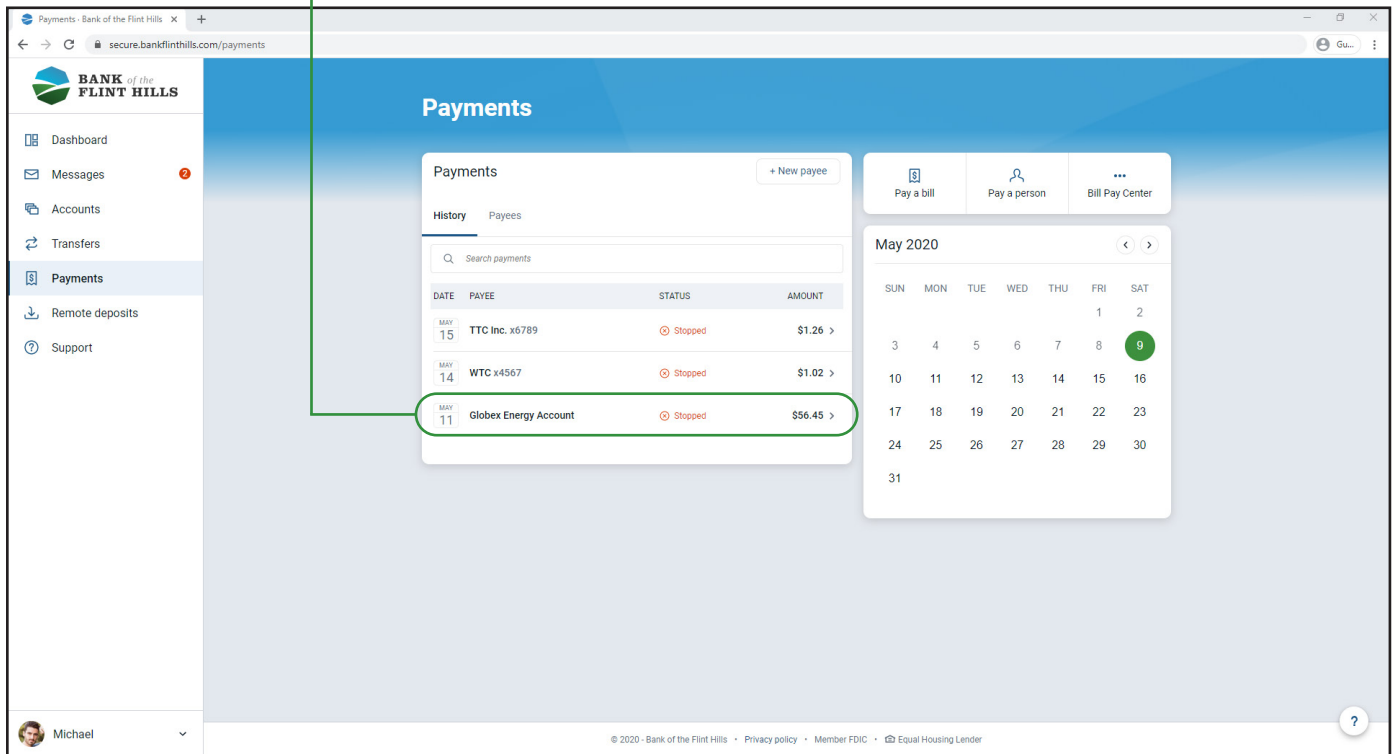 Payments · Bank of the Flint Hills
secure.bankflinthills.com/payments
Gu...
BANK of the
FLINT HILLS
Dashboard
Messages 2
Accounts
Transfers
Payments
Remote deposits
Support
Michael
Payments
Payments
+ New payee
History Payees
Search payments
DATE PAYEE STATUS AMOUNT
MAY
15 TTC Inc. x6789 Stopped $1.26 >
MAY
14 WTC x4567 Stopped $1.02 >
MAY
11 Globex Energy Account Stopped $56.45 >
Pay a bill Pay a person Bill Pay Center
May 2020
SUN MON TUE WED THU FRI SAT
1 2
3 4 5 6 7 8 9
10 11 12 13 14 15 16
17 18 19 20 21 22 23
24 25 26 27 28 29 30
31
?
© 2020 - Bank of the Flint Hills • Privacy policy • Member FDIC • Equal Housing Lender